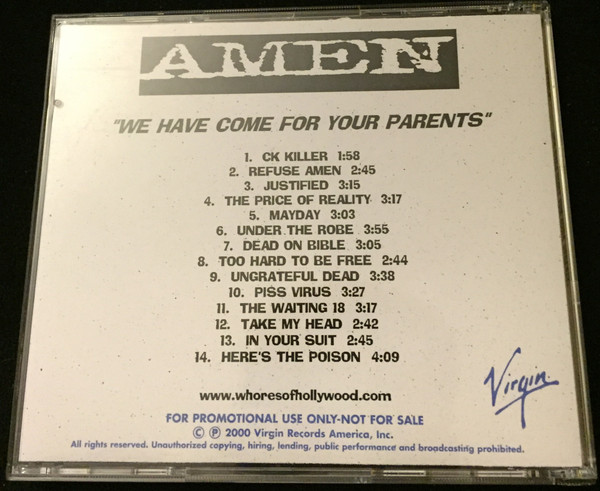 AMEN
"WE HAVE COME FOR YOUR PARENTS"
1. CK KILLER 1:58
2. REFUSE AMEN 2:45
3. JUSTIFIED 3:15
4. THE PRICE OF REALITY 3:17
5. MAYDAY 3:03
6. UNDER THE ROBE 3:55
7. DEAD ON BIBLE 3:05
8. TOO HARD TO BE FREE 2:44
9. UNGRATEFUL DEAD 3:38
10. PISS VIRUS 3:27
11. THE WAITING 18 3:17
12. TAKE MY HEAD 2:42
13. IN YOUR SUIT 2:45
14. HERE'S THE POISON 4:09
www.whoresofhollywood.com
Virgin
FOR PROMOTIONAL USE ONLY-NOT FOR SALE
© ℗ 2000 Virgin Records America, Inc.
All rights reserved. Unauthorized copying, hiring, lending, public performance and broadcasting prohibited.